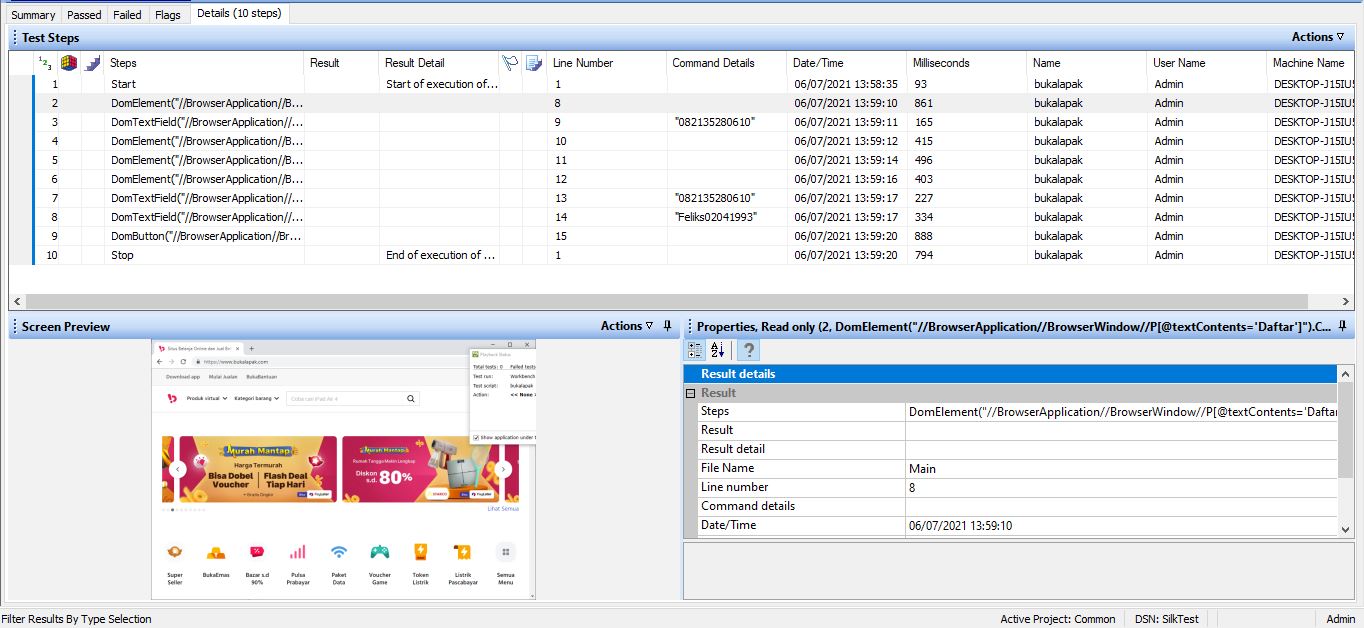 Summary Passed Failed Flags Details (10 steps)
Test Steps Actions
Steps Result Result Detail Line Number Command Details Date/Time Milliseconds Name User Name Machine Name
1 Start Start of execution of... 1 06/07/2021 13:58:35 93 bukalapak Admin DESKTOP-J15IU5
2 DomElement("//BrowserApplication//B... 8 06/07/2021 13:59:10 861 bukalapak Admin DESKTOP-J15IU5
3 DomTextField("//BrowserApplication//... 9 "082135280610" 06/07/2021 13:59:11 165 bukalapak Admin DESKTOP-J15IU5
4 DomElement("//BrowserApplication//B... 10 06/07/2021 13:59:12 415 bukalapak Admin DESKTOP-J15IU5
5 DomElement("//BrowserApplication//B... 11 06/07/2021 13:59:14 496 bukalapak Admin DESKTOP-J15IU5
6 DomElement("//BrowserApplication//B... 12 06/07/2021 13:59:16 403 bukalapak Admin DESKTOP-J15IU5
7 DomTextField("//BrowserApplication//... 13 "082135280610" 06/07/2021 13:59:17 227 bukalapak Admin DESKTOP-J15IU5
8 DomTextField("//BrowserApplication//... 14 "Feliks02041993" 06/07/2021 13:59:17 334 bukalapak Admin DESKTOP-J15IU5
9 DomButton("//BrowserApplication//Br... 15 06/07/2021 13:59:20 888 bukalapak Admin DESKTOP-J15IU5
10 Stop End of execution of ... 1 06/07/2021 13:59:20 794 bukalapak Admin DESKTOP-J15IU5
Screen Preview Actions
Situs Belanja Online dan Jual Be
https://www.bukalapak.com
Download app Mulai Jualan BukaBantuan
Produk virtual Kategori barang Coba cari iPad Air 4
Playback Status
Total tests: 0 Failed tests
Test run: Workbench
Test script: bukalapak
Action: << None >
Show application under t
Murah Mantap
Harga Termurah
Bisa Dobel Voucher
Flash Deal Tiap Hari
+ Gratis Ongkir
Murah Mantap
Rumah Tangga Makin Lengkap
Diskon s.d. 80%
Lihat Semua
Super Seller
BukaEmas
Bazar s.d 90%
Pulsa Prabayar
Paket Data
Voucher Game
Token Listrik
Listrik Pascabayar
Semua Menu
Properties, Read only (2, DomElement("//BrowserApplication//BrowserWindow//P[@textContents='Daftar']").C...
Result details
Result
Steps DomElement("//BrowserApplication//BrowserWindow//P[@textContents='Daftar
Result
Result detail
File Name Main
Line number 8
Command details
Date/Time 06/07/2021 13:59:10
Filter Results By Type Selection Active Project: Common DSN: SilkTest Admin